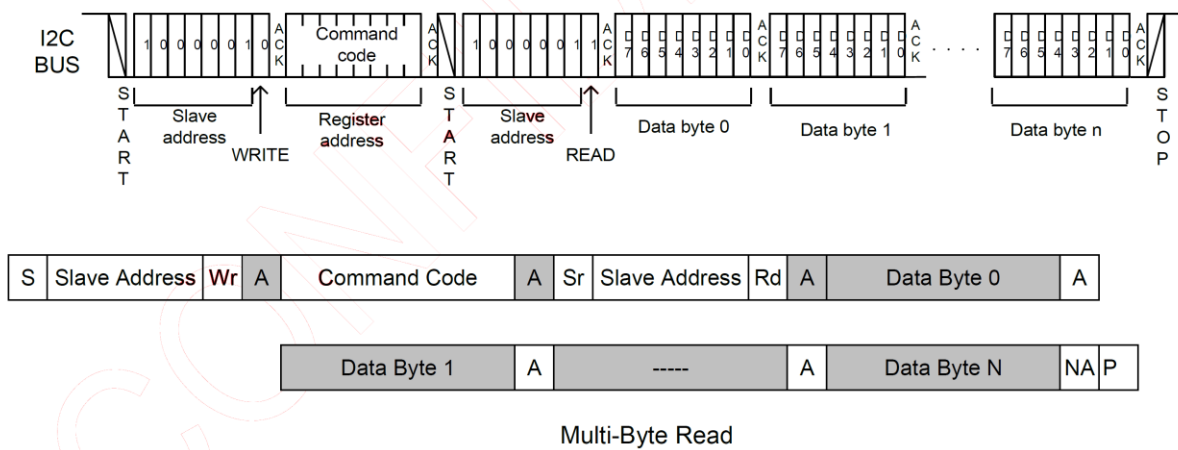 I2C BUS
1 0 0 0 0 0 1 0 ACK Command code ACK 1 0 0 0 0 0 1 1 ACK D7 D6 D5 D4 D3 D2 D1 D0 ACK D7 D6 D5 D4 D3 D2 D1 D0 ACK . . . . D7 D6 D5 D4 D3 D2 D1 D0 ACK
START Slave address WRITE Register address START Slave address READ Data byte 0 Data byte 1 Data byte n STOP
S Slave Address Wr A Command Code A Sr Slave Address Rd A Data Byte 0 A
Data Byte 1 A ----- A Data Byte N NA P
Multi-Byte Read